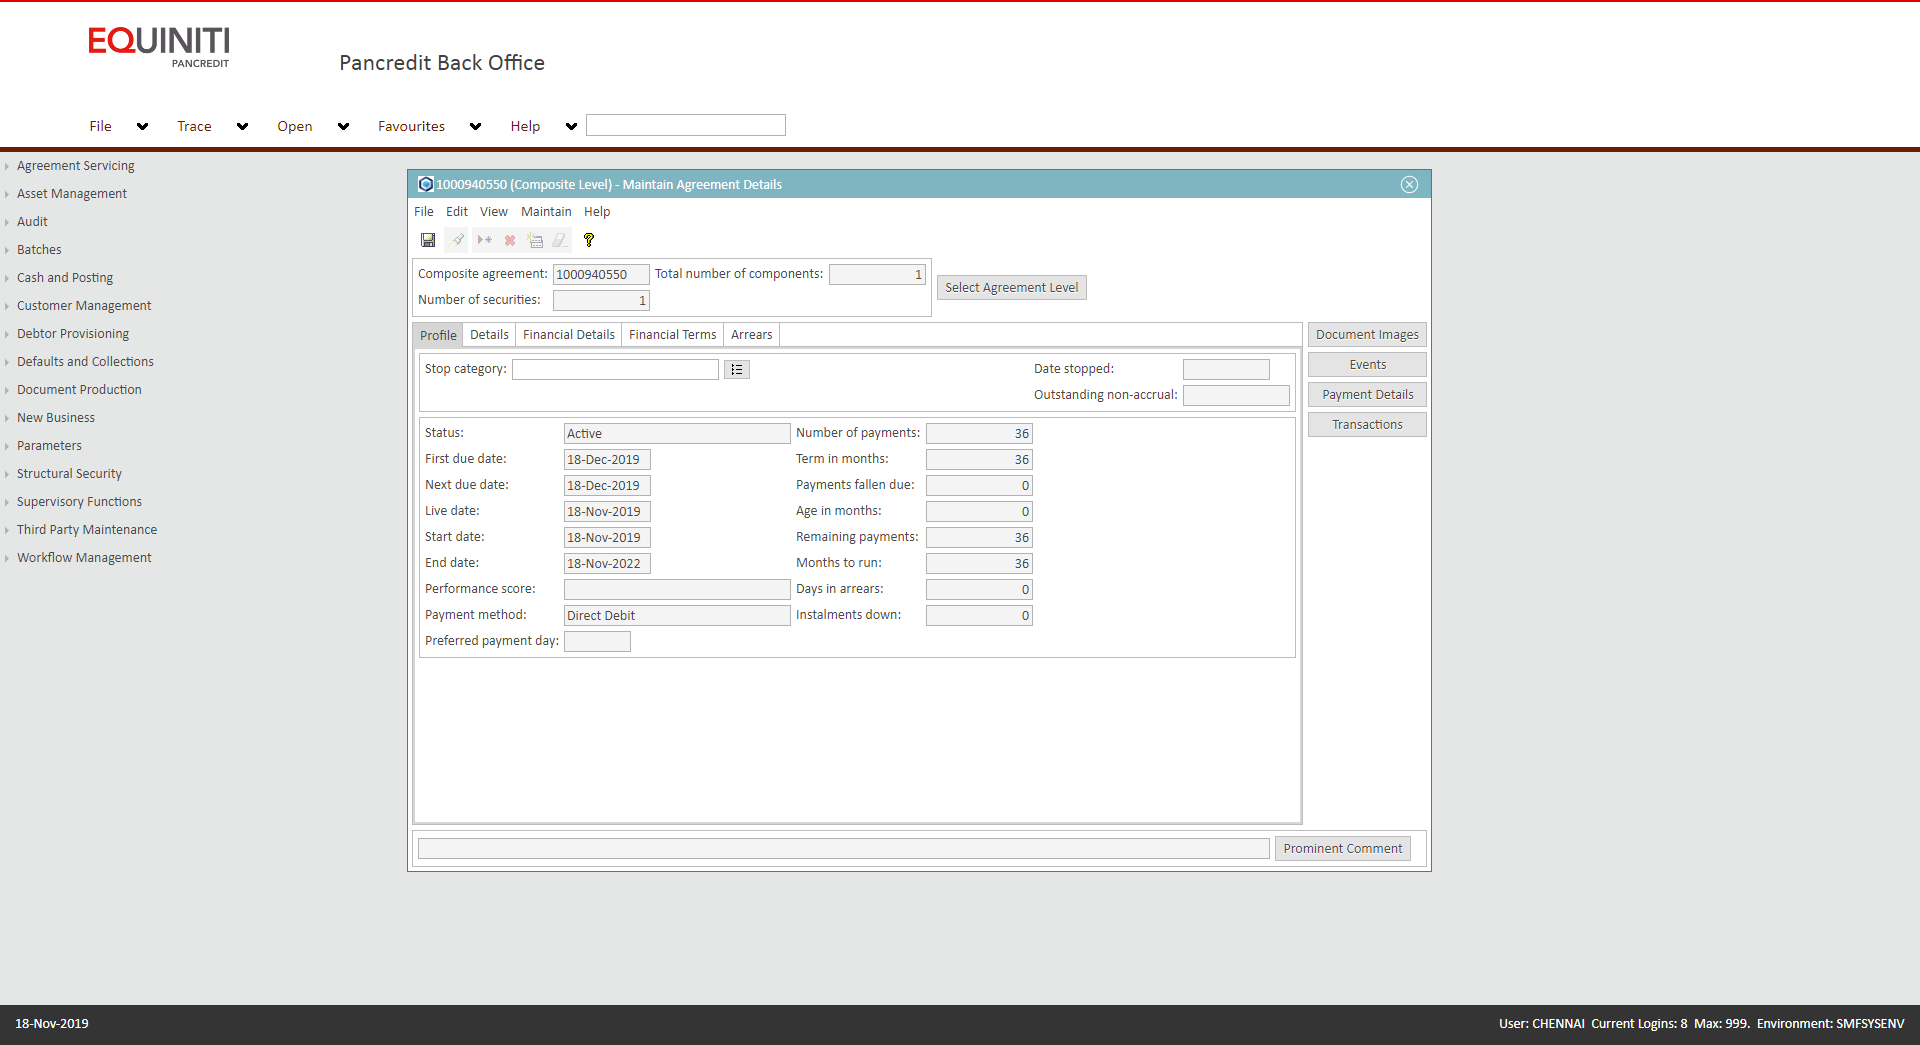 EQUINITI
PANCREDIT
Pancredit Back Office
File Trace Open Favourites Help
Agreement Servicing
Asset Management
Audit
Batches
Cash and Posting
Customer Management
Debtor Provisioning
Defaults and Collections
Document Production
New Business
Parameters
Structural Security
Supervisory Functions
Third Party Maintenance
Workflow Management
1000940550 (Composite Level) - Maintain Agreement Details
File Edit View Maintain Help
Composite agreement: 1000940550 Total number of components: 1
Number of securities: 1
Select Agreement Level
Profile Details Financial Details Financial Terms Arrears
Stop category: Date stopped:
Outstanding non-accrual:
Status: Active Number of payments: 36
First due date: 18-Dec-2019 Term in months: 36
Next due date: 18-Dec-2019 Payments fallen due: 0
Live date: 18-Nov-2019 Age in months: 0
Start date: 18-Nov-2019 Remaining payments: 36
End date: 18-Nov-2022 Months to run: 36
Performance score: Days in arrears: 0
Payment method: Direct Debit Instalments down: 0
Preferred payment day:
Document Images
Events
Payment Details
Transactions
Prominent Comment
18-Nov-2019 User: CHENNAI Current Logins: 8 Max: 999. Environment: SMFSYSENV